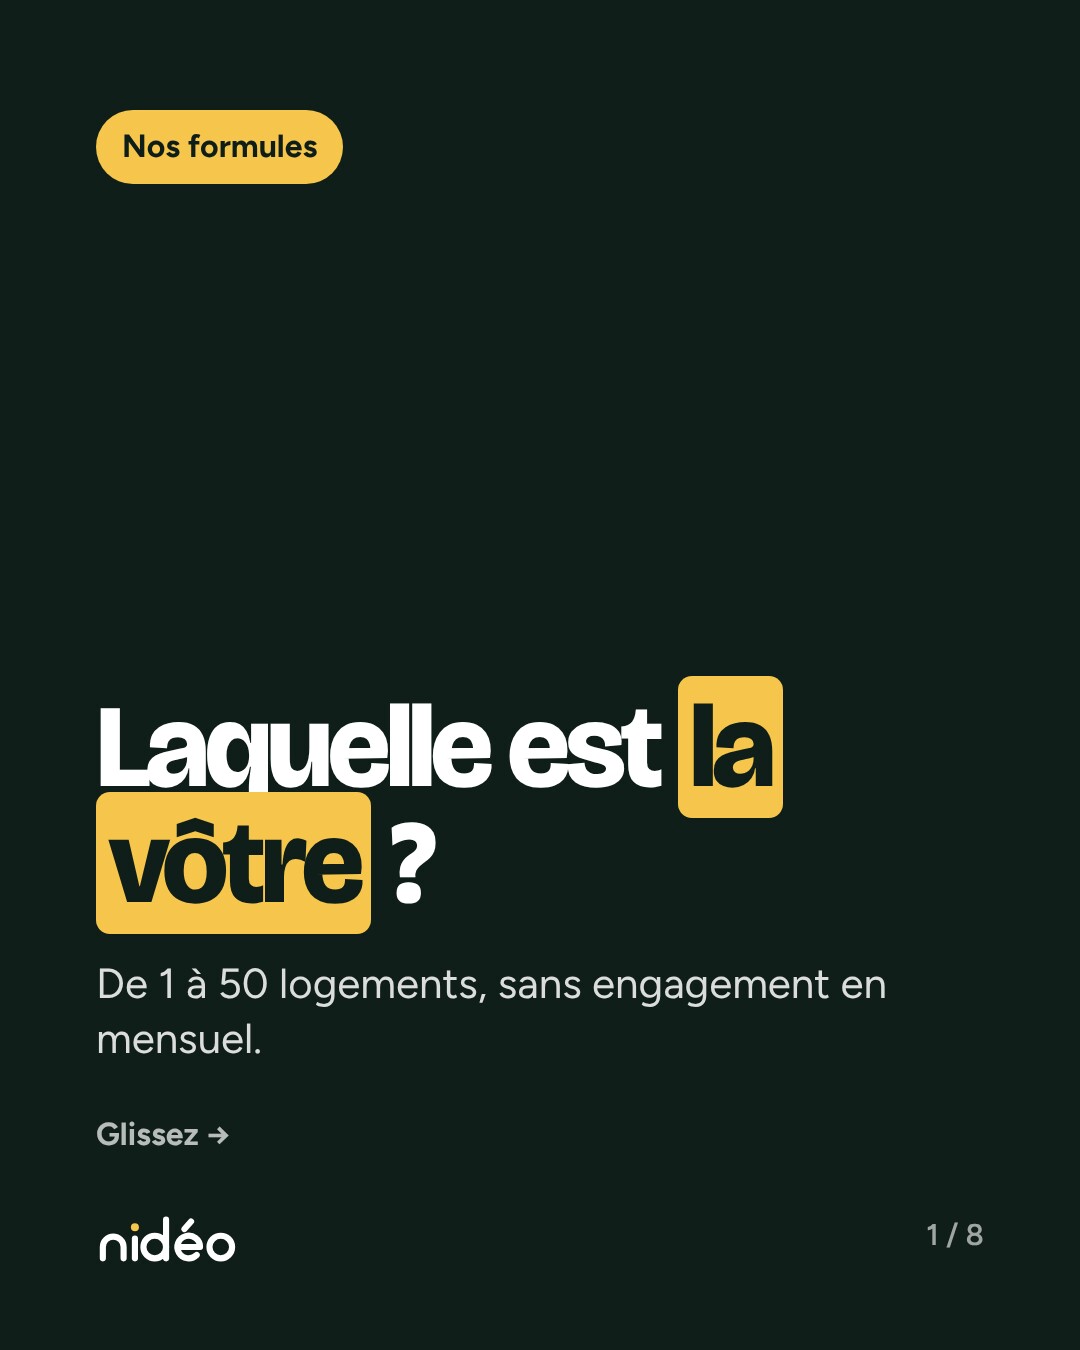 Nos formules
Laquelle est la
vôtre ?
De 1 à 50 logements, sans engagement en
mensuel.
Glissez →
nidéo
1 / 8